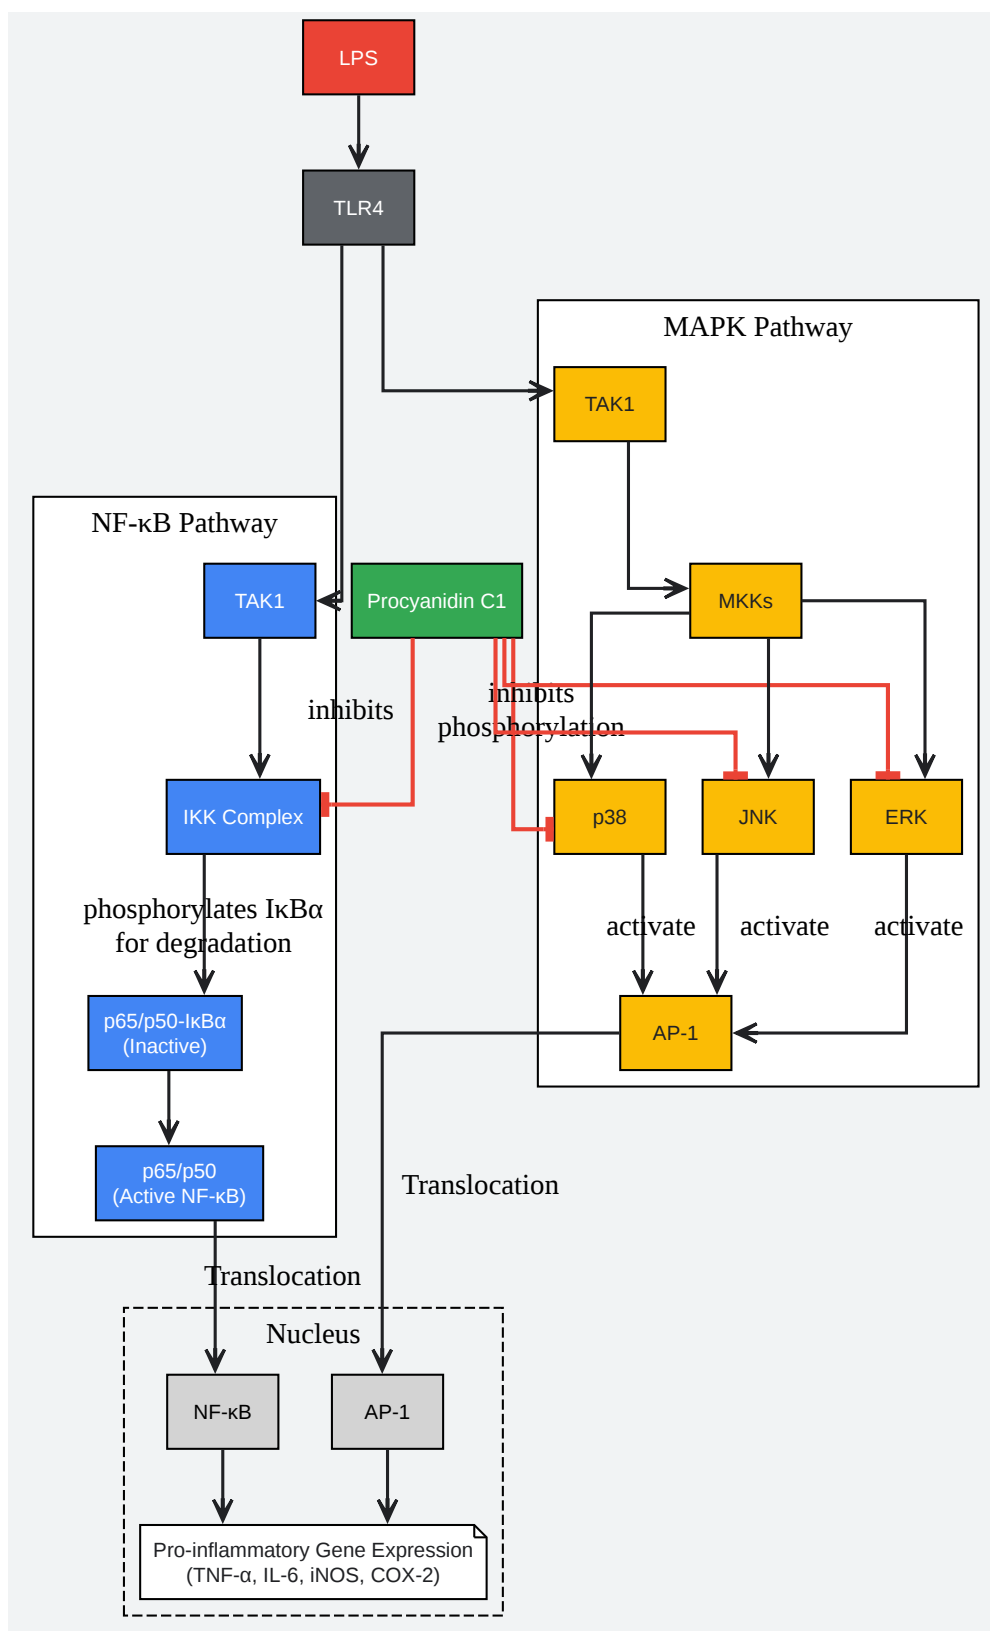 LPS
TLR4
MAPK Pathway
TAK1
NF-κB Pathway
TAK1
Procyanidin C1
MKKs
inhibits
inhibits
phosphorylation
IKK Complex
p38
JNK
ERK
phosphorylates IκBα
for degradation
activate
activate
activate
p65/p50-IκBα
(Inactive)
AP-1
p65/p50
(Active NF-κB)
Translocation
Translocation
Nucleus
NF-κB
AP-1
Pro-inflammatory Gene Expression
(TNF-α, IL-6, iNOS, COX-2)